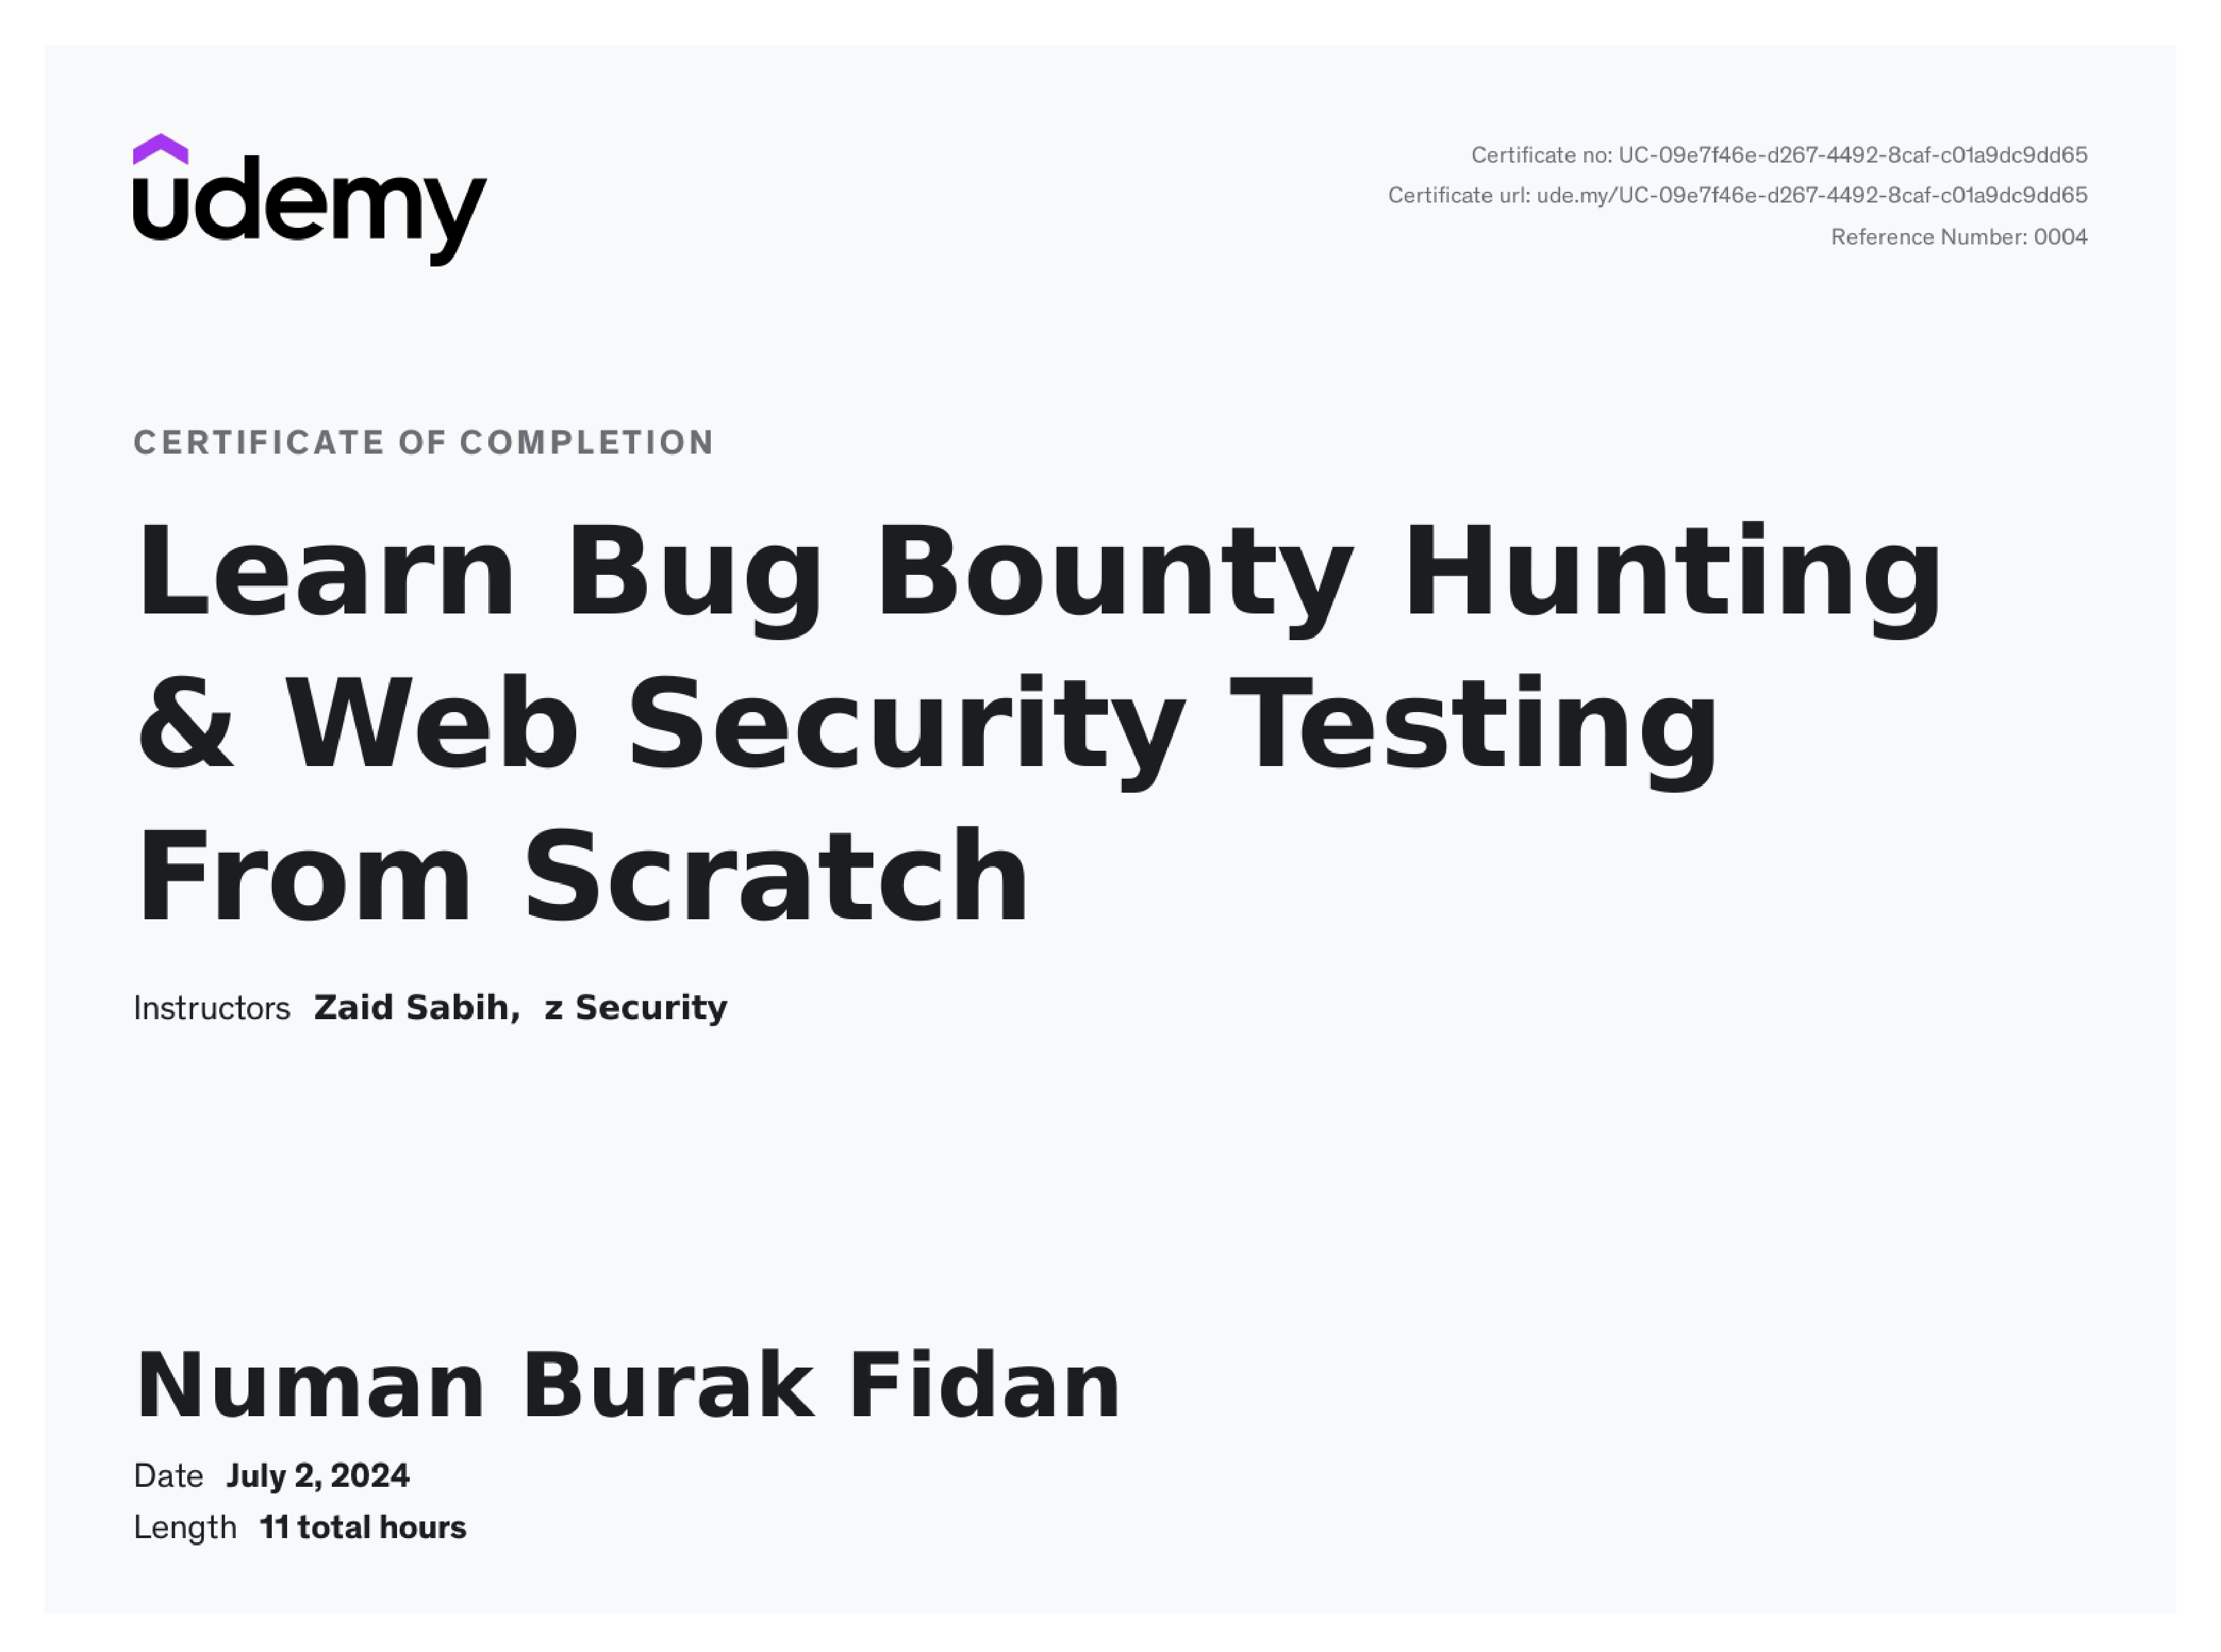 udemy
Certificate no: UC-09e7f46e-d267-4492-8caf-c01a9dc9dd65
Certificate url: ude.my/UC-09e7f46e-d267-4492-8caf-c01a9dc9dd65
Reference Number: 0004
CERTIFICATE OF COMPLETION
Learn Bug Bounty Hunting
& Web Security Testing
From Scratch
Instructors Zaid Sabih, z Security
Numan Burak Fidan
Date July 2, 2024
Length 11 total hours